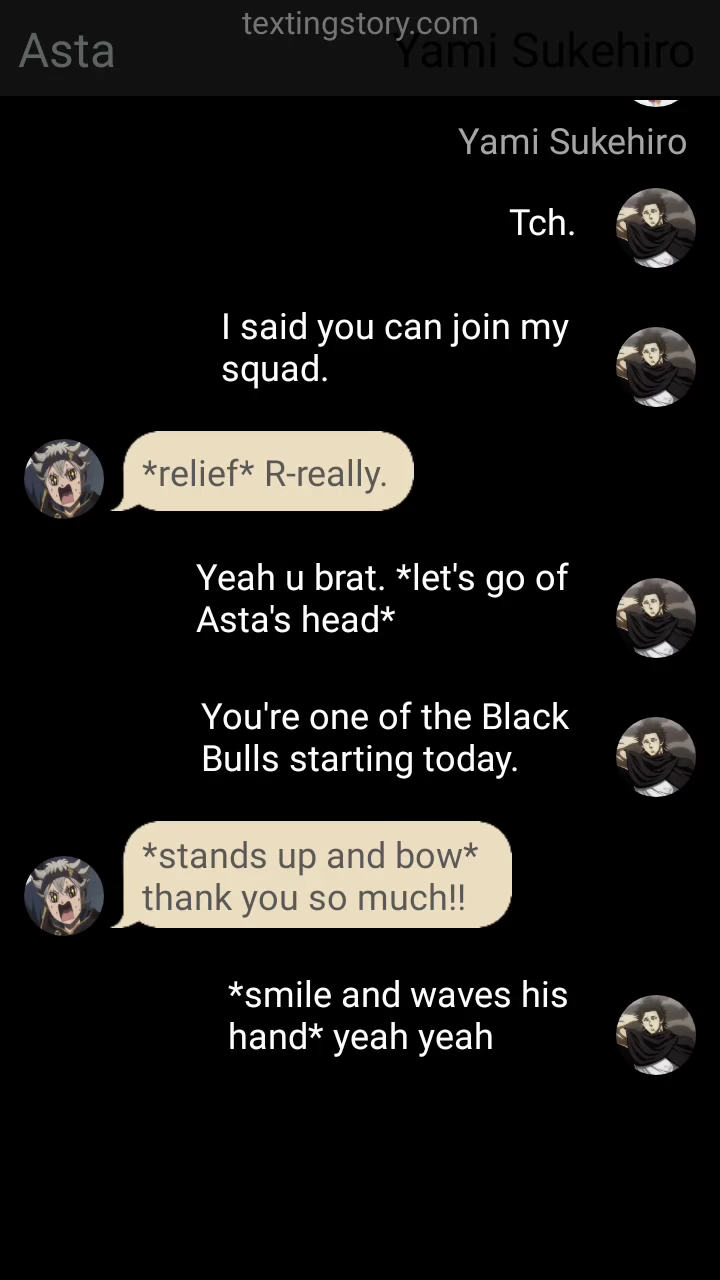 textingstory.com
Asta
Yami Sukehiro
Yami Sukehiro
Tch.
I said you can join my
squad.
*relief* R-really.
Yeah u brat. *let's go of
Asta's head*
You're one of the Black
Bulls starting today.
*stands up and bow*
thank you so much!!
*smile and waves his
hand* yeah yeah